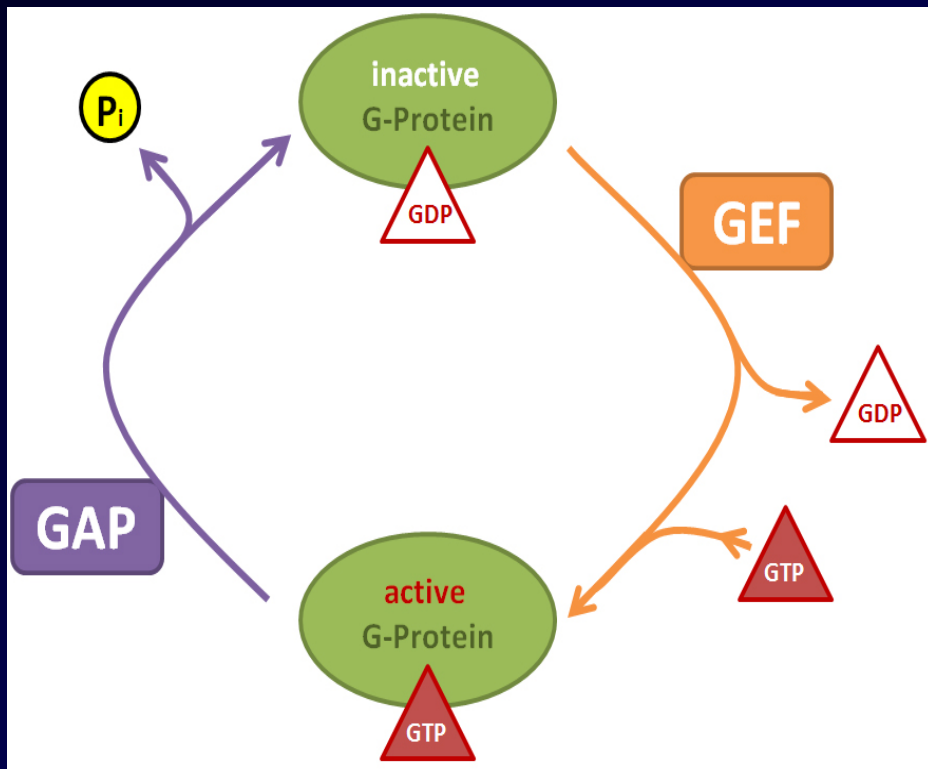 inactive
G-Protein
GDP
Pi
GEF
GDP
GTP
GAP
active
G-Protein
GTP